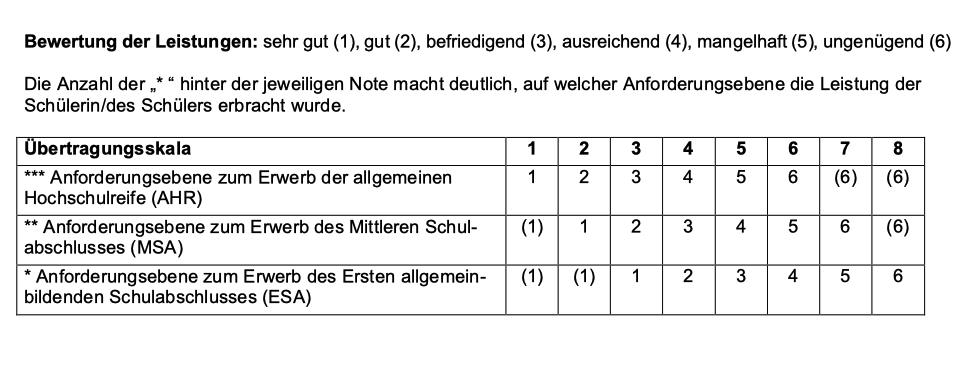 Bewertung der Leistungen: sehr gut (1), gut (2), befriedigend (3), ausreichend (4), mangelhaft (5), ungenügend (6)
Die Anzahl der „* “ hinter der jeweiligen Note macht deutlich, auf welcher Anforderungsebene die Leistung der
Schülerin/des Schülers erbracht wurde.
Übertragungsskala 1 2 3 4 5 6 7 8
*** Anforderungsebene zum Erwerb der allgemeinen 1 2 3 4 5 6 (6) (6)
Hochschulreife (AHR)
** Anforderungsebene zum Erwerb des Mittleren Schul- (1) 1 2 3 4 5 6 (6)
abschlusses (MSA)
* Anforderungsebene zum Erwerb des Ersten allgemein- (1) (1) 1 2 3 4 5 6
bildenden Schulabschlusses (ESA)